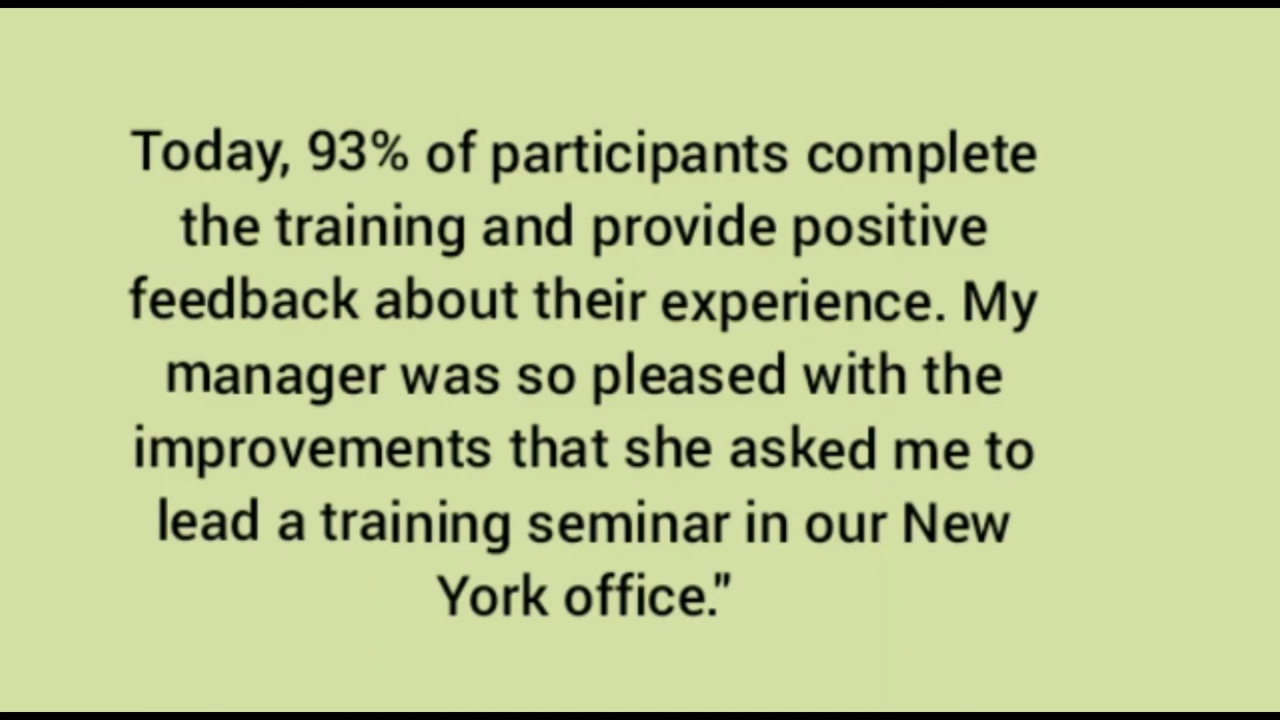 Today, 93% of participants complete
the training and provide positive
feedback about their experience. My
manager was so pleased with the
improvements that she asked me to
lead a training seminar in our New
York office."